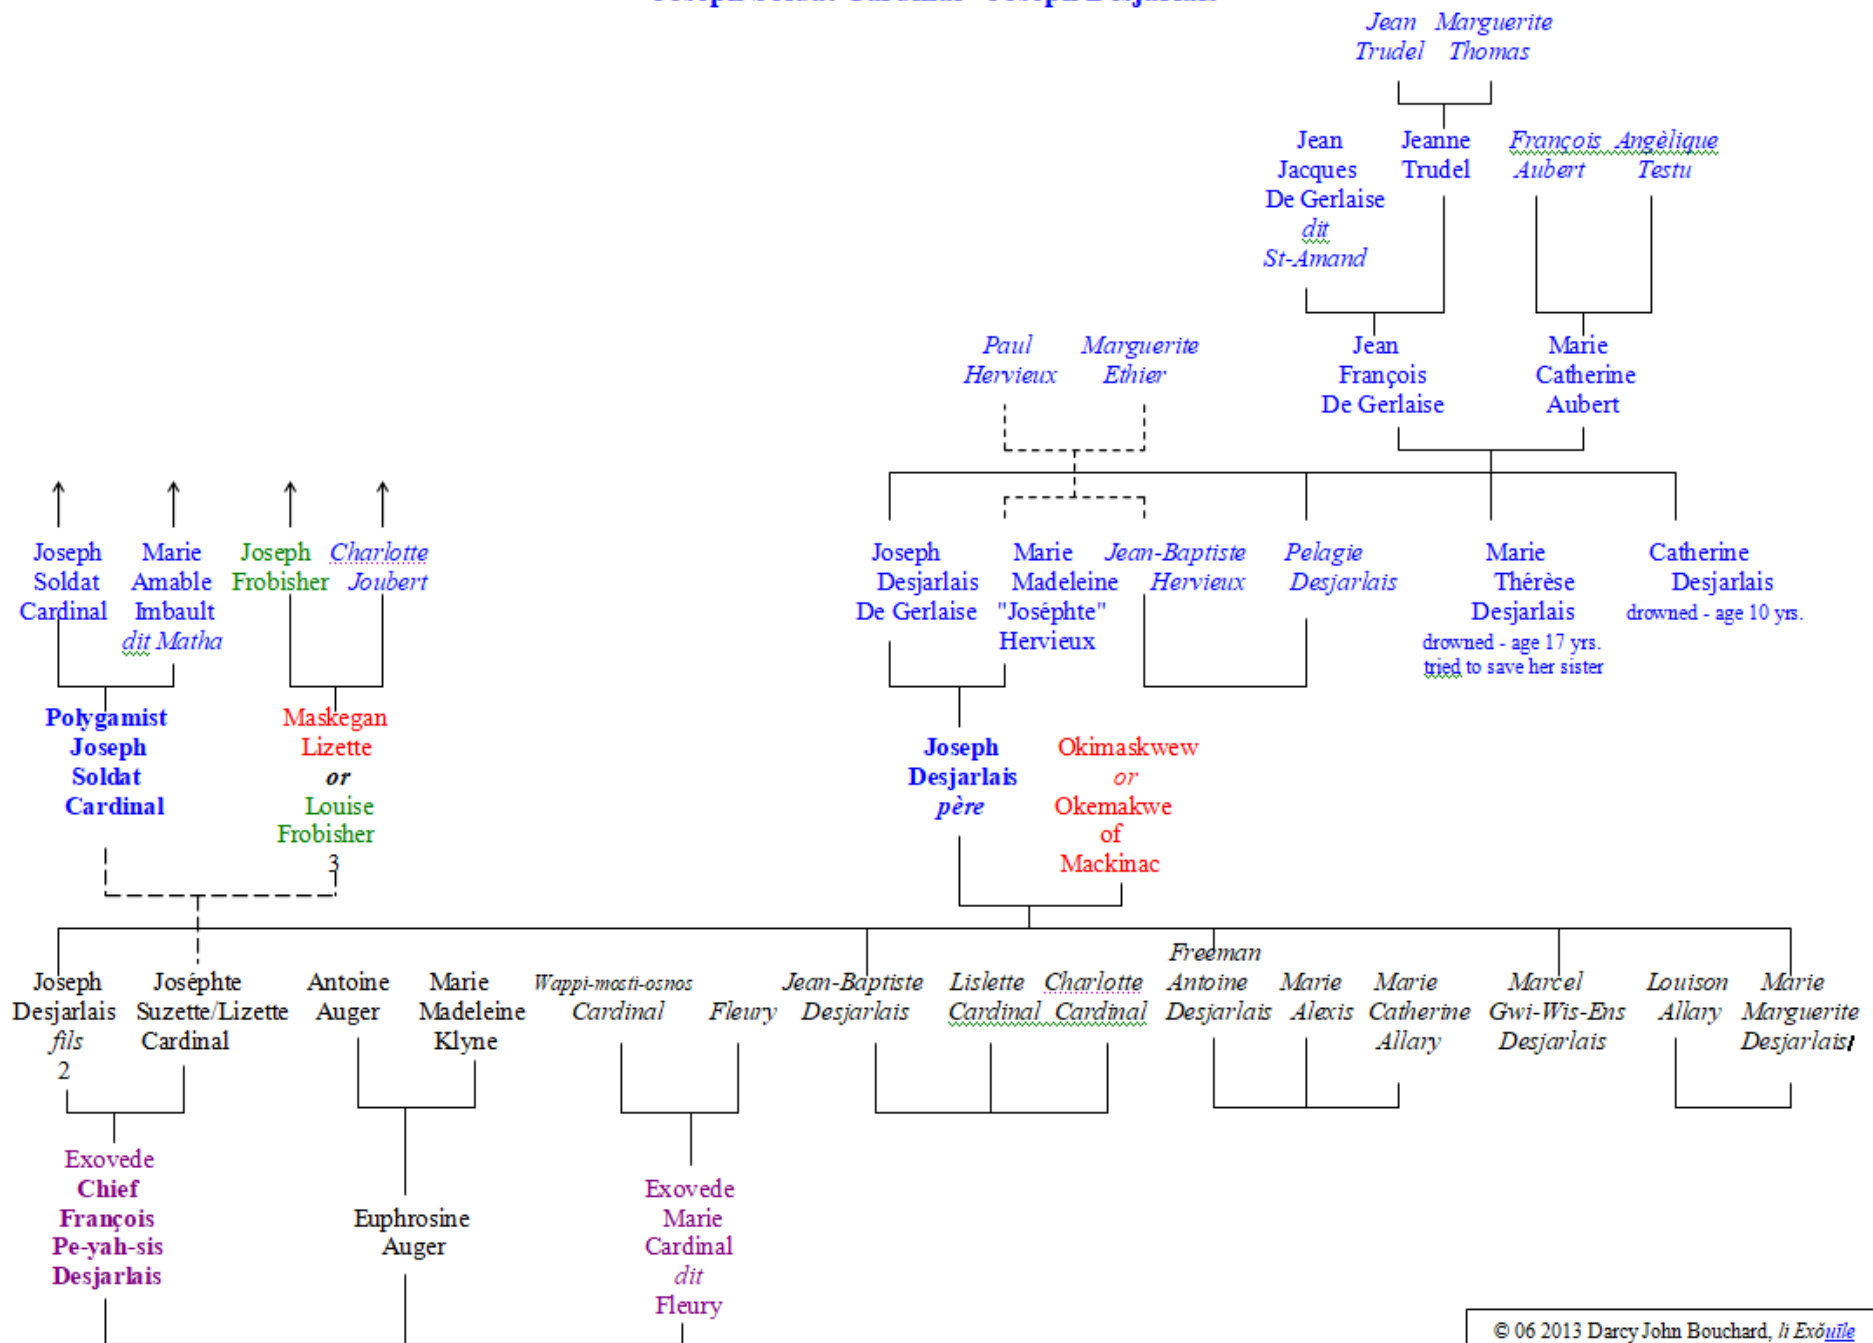 Jean Marguerite
Trudel Thomas
Jean
Jacques
De Gerlaise
dit
St-Amand
Jeanne
Trudel
François Angèlique
Aubert Testu
Paul
Hervieux
Marguerite
Ethier
Jean
François
De Gerlaise
Marie
Catherine
Aubert
Joseph
Soldat
Cardinal
Marie
Amable
Imbault
dit Matha
Joseph
Frobisher
Charlotte
Joubert
Joseph
Desjarlais
De Gerlaise
Marie
Madeleine
"Joséphte"
Hervieux
Jean-Baptiste
Hervieux
Pelagie
Desjarlais
Marie
Thérèse
Desjarlais
drowned - age 17 yrs.
tried to save her sister
Catherine
Desjarlais
drowned - age 10 yrs.
Polygamist
Joseph
Soldat
Cardinal
Maskegan
Lizette
or
Louise
Frobisher
3
Joseph
Desjarlais
père
Okimaskwew
or
Okemakwe
of
Mackinac
Joseph
Desjarlais
fils
2
Joséphte
Suzette/Lizette
Cardinal
Antoine
Auger
Marie
Madeleine
Klyne
Wappi-mosti-osnos
Cardinal
Fleury
Jean-Baptiste
Desjarlais
Lislette
Cardinal
Charlotte
Cardinal
Freeman
Antoine
Desjarlais
Marie
Alexis
Marie
Catherine
Allary
Marcel
Gwi-Wis-Ens
Desjarlais
Louison
Allary
Marie
Marguerite
Desjarlais
Exovede
Chief
François
Pe-yah-sis
Desjarlais
Euphrosine
Auger
Exovede
Marie
Cardinal
dit
Fleury
© 06 2013 Darcy John Bouchard, li Exŏuïle